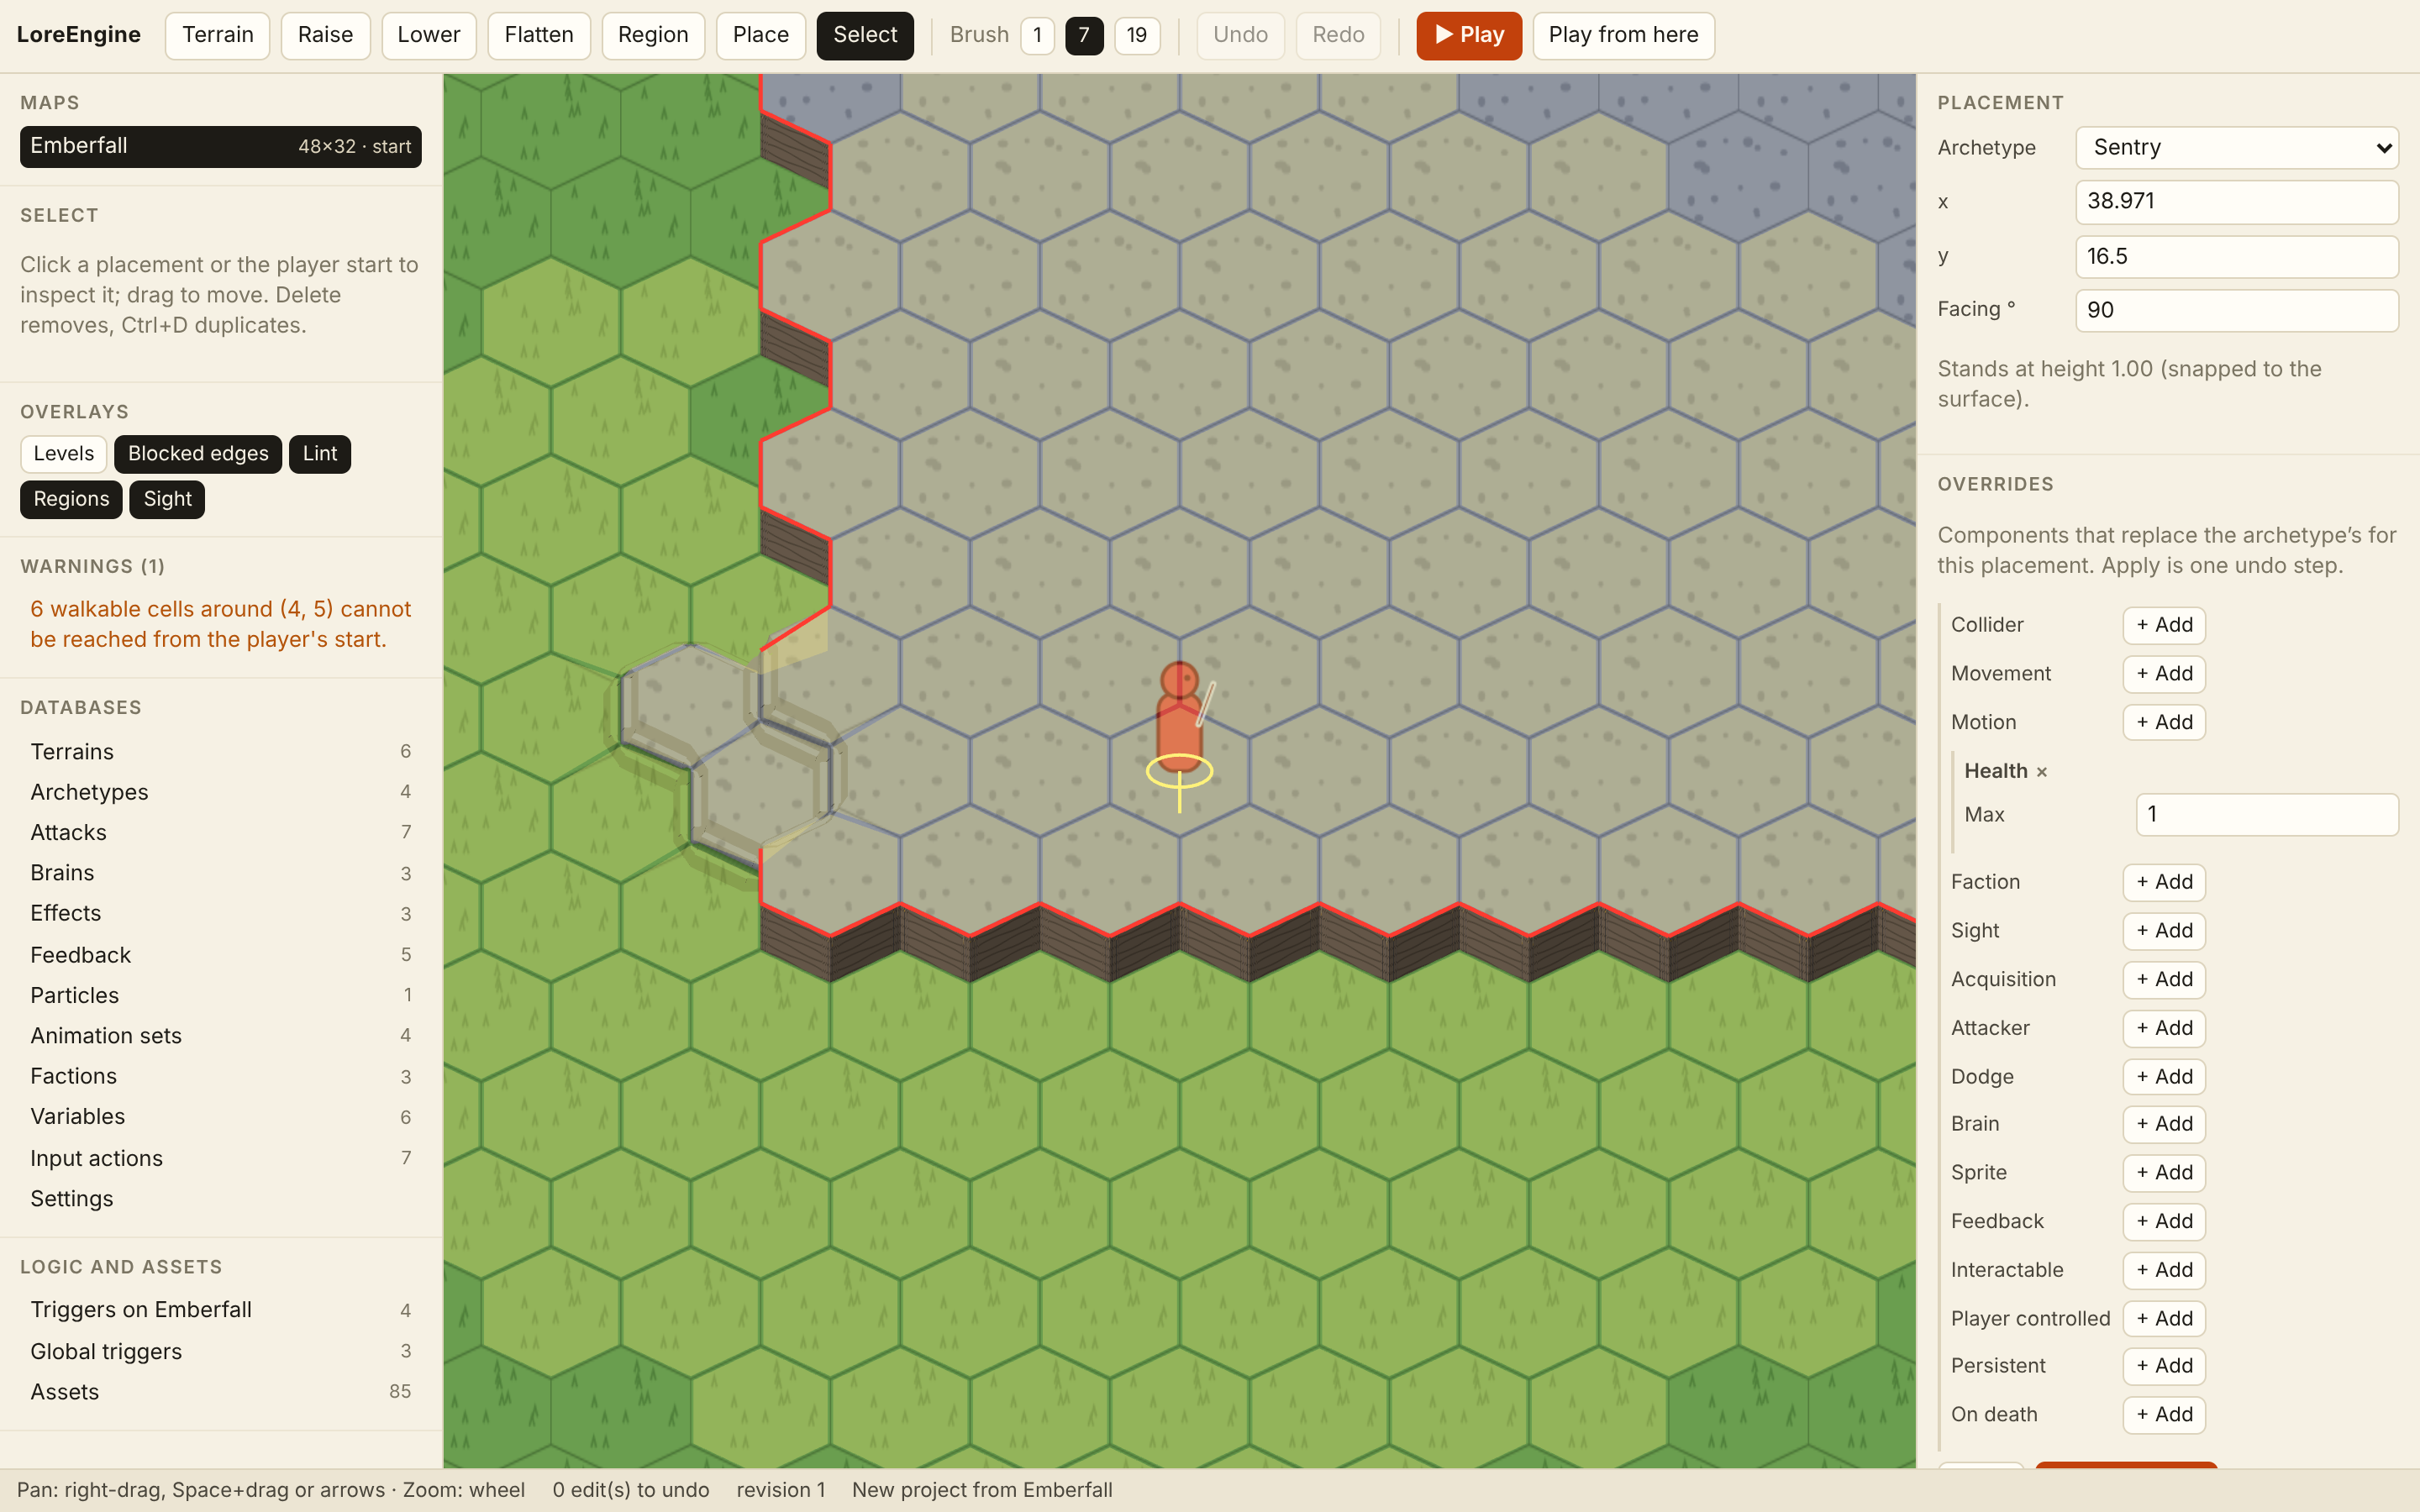 LoreEngine Terrain Raise Lower Flatten Region Place Select Brush 1 7 19 Undo Redo ▶ Play Play from here
MAPS
Emberfall 48×32 · start
SELECT
Click a placement or the player start to
inspect it; drag to move. Delete
removes, Ctrl+D duplicates.
OVERLAYS
Levels Blocked edges Lint
Regions Sight
WARNINGS (1)
6 walkable cells around (4, 5) cannot
be reached from the player's start.
DATABASES
Terrains 6
Archetypes 4
Attacks 7
Brains 3
Effects 3
Feedback 5
Particles 1
Animation sets 4
Factions 3
Variables 6
Input actions 7
Settings
LOGIC AND ASSETS
Triggers on Emberfall 4
Global triggers 3
Assets 85
PLACEMENT
Archetype Sentry
x 38.971
y 16.5
Facing ° 90
Stands at height 1.00 (snapped to the
surface).
OVERRIDES
Components that replace the archetype’s for
this placement. Apply is one undo step.
Collider + Add
Movement + Add
Motion + Add
Health ×
Max 1
Faction + Add
Sight + Add
Acquisition + Add
Attacker + Add
Dodge + Add
Brain + Add
Sprite + Add
Feedback + Add
Interactable + Add
Player controlled + Add
Persistent + Add
On death + Add
Pan: right-drag, Space+drag or arrows · Zoom: wheel 0 edit(s) to undo revision 1 New project from Emberfall